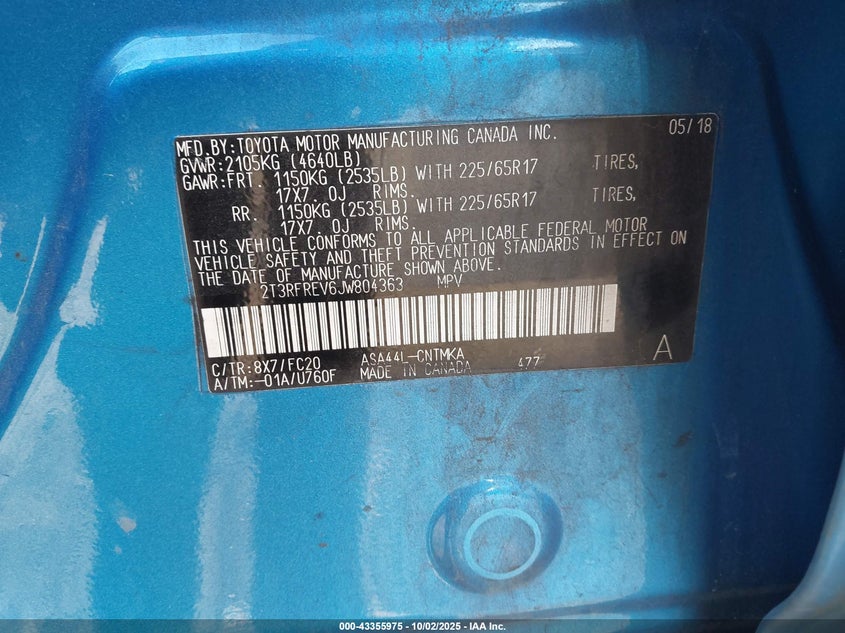 MFD.BY:TOYOTA MOTOR MANUFACTURING CANADA INC. 05/18
GVWR:2105KG (4640LB)
GAWR:FRT. 1150KG (2535LB) WITH 225/65R17 TIRES,
17X7.0J RIMS.
RR. 1150KG (2535LB) WITH 225/65R17 TIRES,
17X7.0J RIMS.
THIS VEHICLE CONFORMS TO ALL APPLICABLE FEDERAL MOTOR
VEHICLE SAFETY AND THEFT PREVENTION STANDARDS IN EFFECT ON
THE DATE OF MANUFACTURE SHOWN ABOVE.
2T3RFREV6JW804363 MPV
C/TR:8X7/FC20 ASA44L-CNTMKA
A/TM:-01A/U760F MADE IN CANADA 477 A
000-43355975 - 10/02/2025 - IAA Inc.